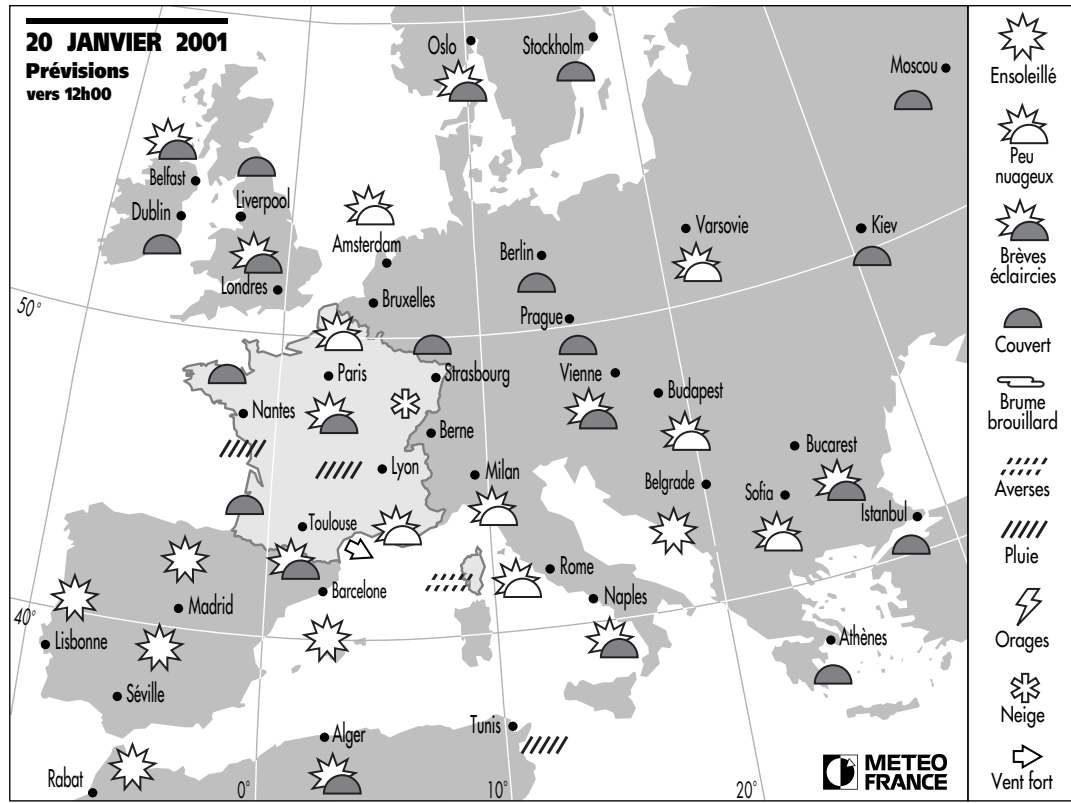 20 JANVIER 2001
Prévisions
vers 12h00
Oslo
Stockholm
Moscou
Belfast
Dublin
Liverpool
Amsterdam
Londres
Bruxelles
Berlin
Varsovie
Kiev
Prague
50°
Paris
Strasbourg
Vienne
Budapest
Nantes
Berne
Lyon
Milan
Belgrade
Bucarest
Sofia
Istanbul
Toulouse
Barcelone
Rome
Naples
Madrid
40°
Lisbonne
Séville
Athènes
Alger
Tunis
Rabat
0°
10°
20°
METEO
FRANCE
Ensoleillé
Peu
nuageux
Brèves
éclaircies
Couvert
Brume
brouillard
Averses
Pluie
Orages
Neige
Vent fort